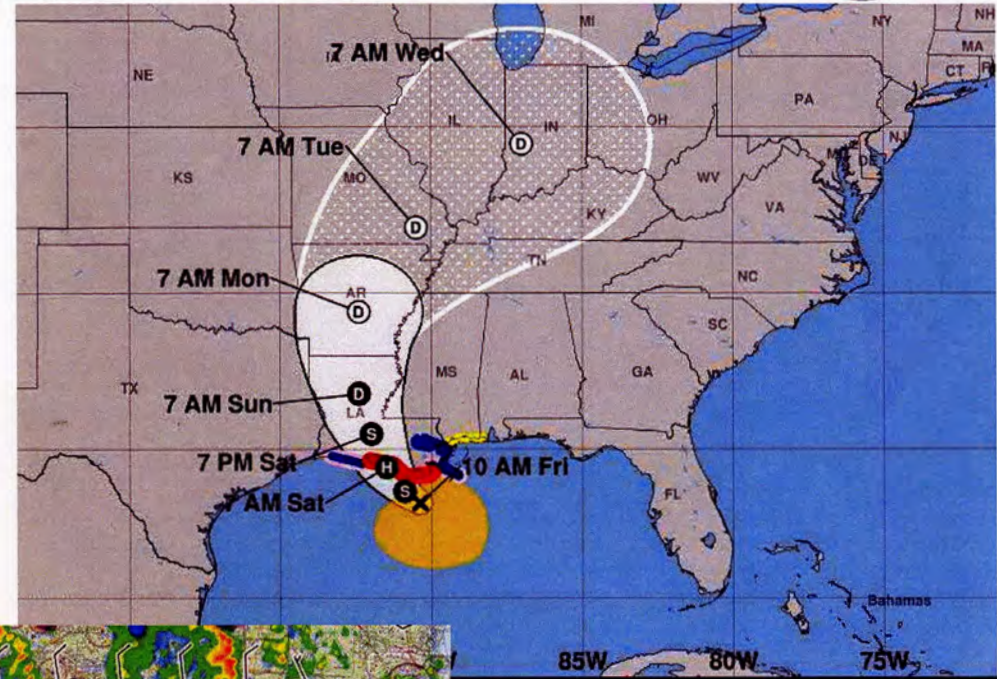 MI
NY
NH
MA
7 AM Wed
NE
CT
PA
IL
IN
OH
NJ
DE
7 AM Tue
KS
MO
WV
VA
KY
TN
NC
7 AM Mon
AR
SC
TX
MS
AL
GA
7 AM Sun
LA
D
D
D
D
S
H
S
7 PM Sat
10 AM Fri
7 AM Sat
FL
Bahamas
85W
80W
75W